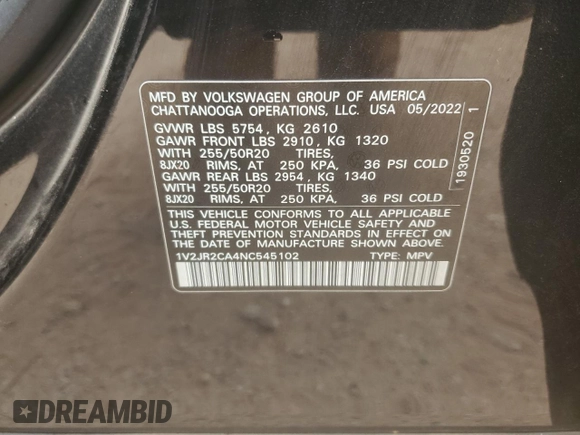 MFD BY VOLKSWAGEN GROUP OF AMERICA
CHATTANOOGA OPERATIONS, LLC. USA 05/2022
GVWR LBS 5754, KG 2610
GAWR FRONT LBS 2910, KG 1320
WITH 255/50R20 TIRES,
8JX20 RIMS, AT 250 KPA, 36 PSI COLD
GAWR REAR LBS 2954, KG 1340
WITH 255/50R20 TIRES,
8JX20 RIMS, AT 250 KPA, 36 PSI COLD
THIS VEHICLE CONFORMS TO ALL APPLICABLE
U.S. FEDERAL MOTOR VEHICLE SAFETY AND THEFT
PREVENTION STANDARDS IN EFFECT ON
THE DATE OF MANUFACTURE SHOWN ABOVE.
1V2JR2CA4NC545102 TYPE: MPV
1930520 1
DREAMBID